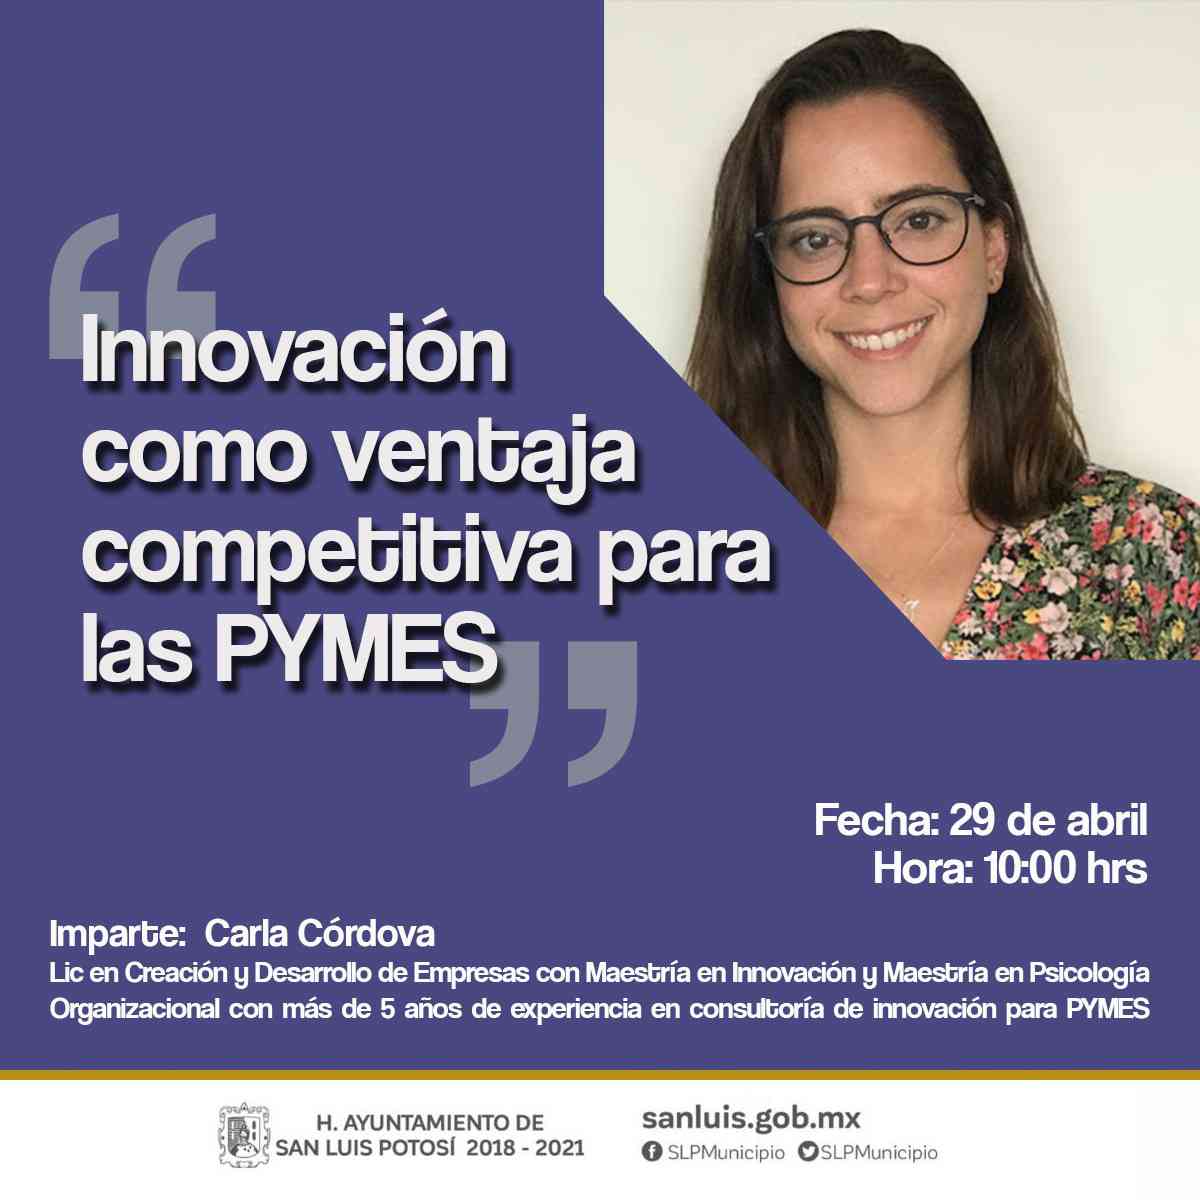 “
Innovación
como ventaja
competitiva para
las PYMES
”
Fecha: 29 de abril
Hora: 10:00 hrs
Imparte: Carla Córdova
Lic en Creación y Desarrollo de Empresas con Maestría en Innovación y Maestría en Psicología
Organizacional con más de 5 años de experiencia en consultoría de innovación para PYMES
H. AYUNTAMIENTO DE
SAN LUIS POTOSÍ 2018 - 2021
sanluis.gob.mx
SLPMunicipio SLPMunicipio